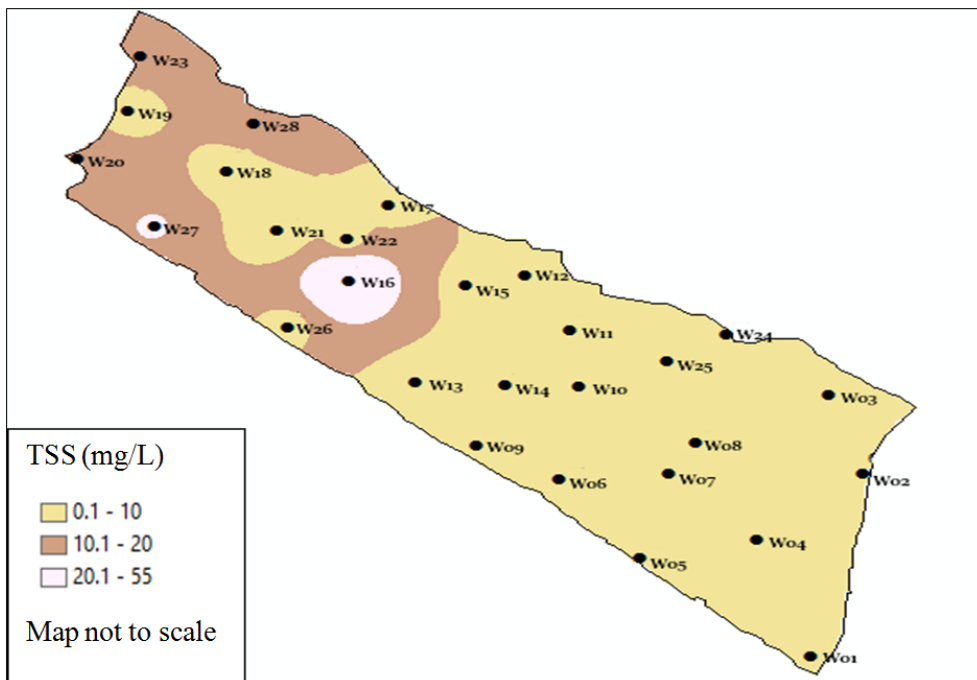 W23
W19
W28
W20
W18
W17
W27
W21
W22
W16
W12
W15
W26
W11
W24
W25
W13
W14
W10
W03
W09
W08
W06
W07
W02
W04
W05
W01
TSS (mg/L)
0.1 - 10
10.1 - 20
20.1 - 55
Map not to scale